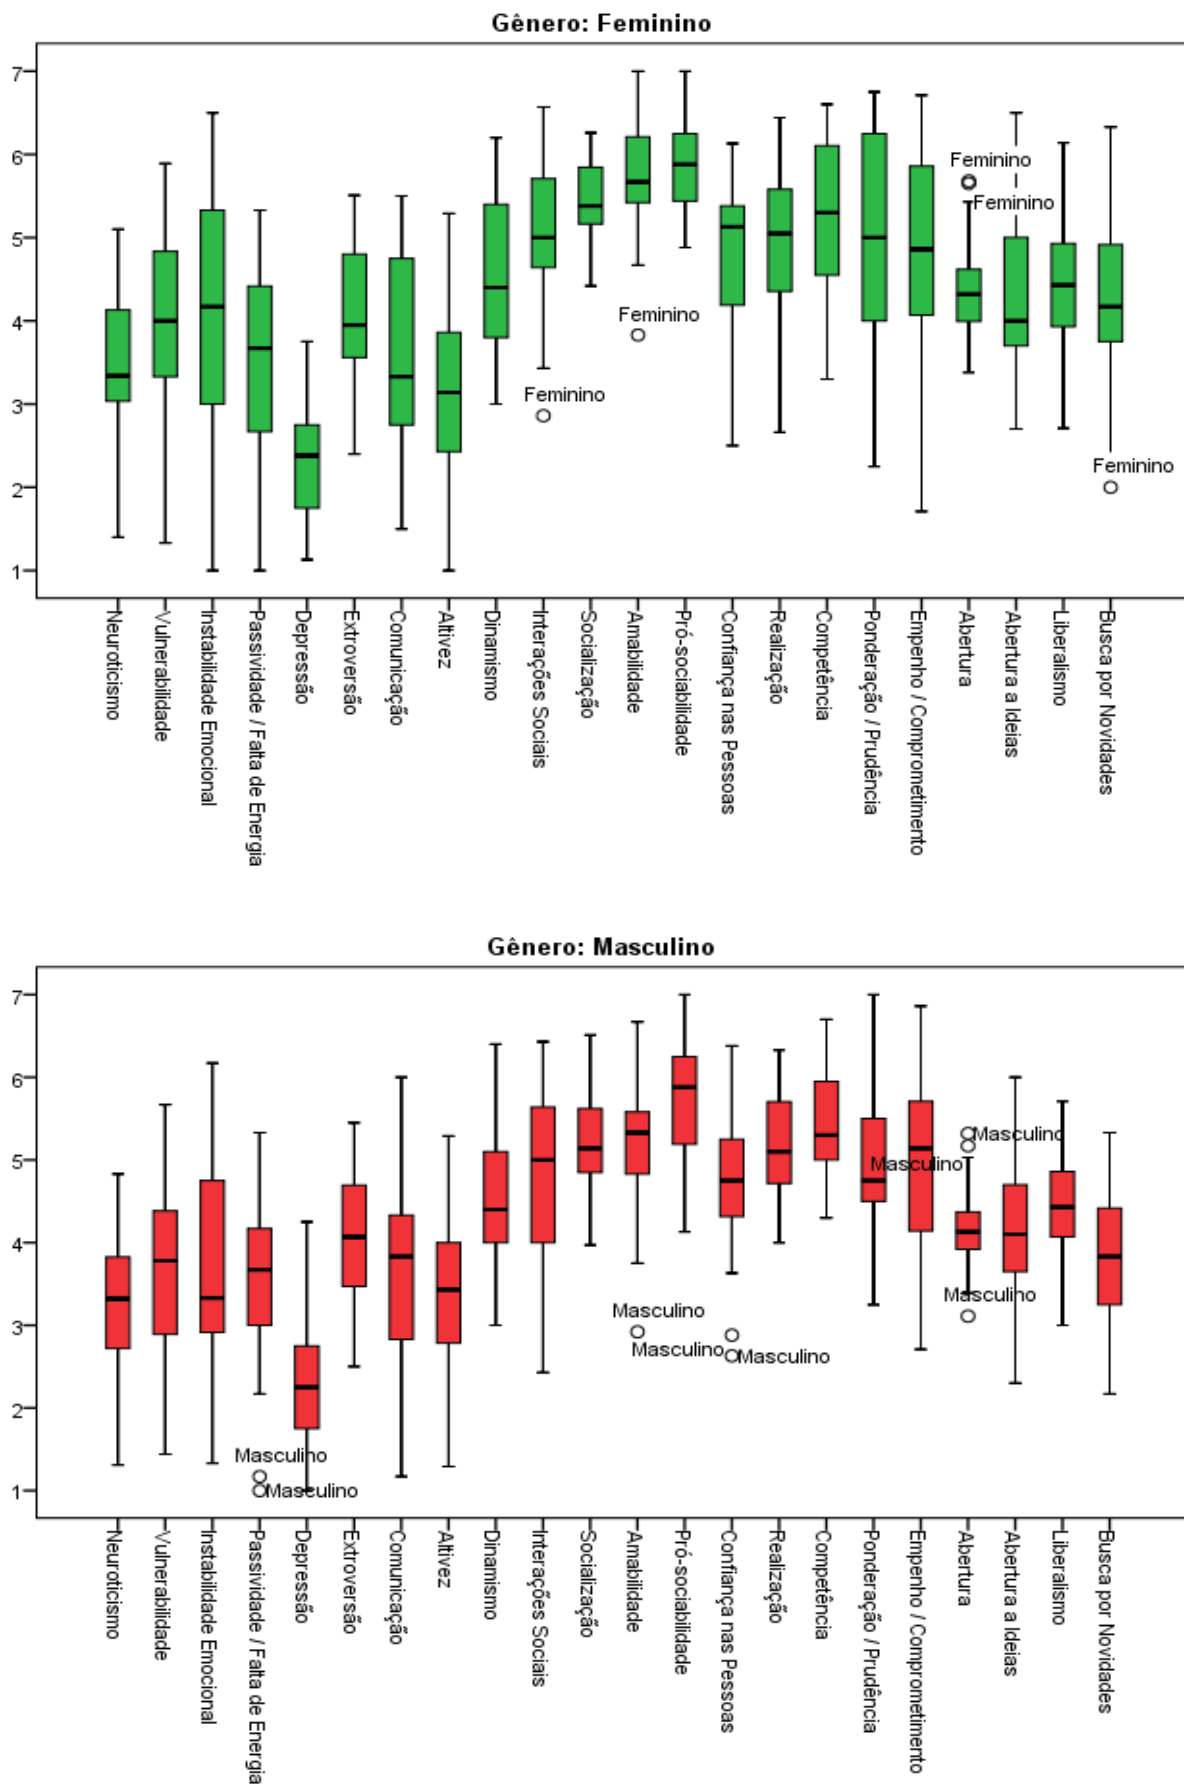 Gênero: Feminino
7
6
5
4
3
2
1
Feminino
Feminino
Feminino
Feminino
Feminino
Neuroticismo
Vulnerabilidade
Instabilidade Emocional
Passividade / Falta de Energia
Depressão
Extroversão
Comunicação
Altivez
Dinamismo
Interações Sociais
Socialização
Amabilidade
Pró-sociabilidade
Confiança nas Pessoas
Realização
Competência
Ponderação / Prudência
Empenho / Comprometimento
Abertura
Abertura a Ideias
Liberalismo
Busca por Novidades
Gênero: Masculino
7
6
5
4
3
2
1
Masculino
Masculino
Masculino
Masculino
Masculino
Masculino
Masculino
Masculino
Neuroticismo
Vulnerabilidade
Instabilidade Emocional
Passividade / Falta de Energia
Depressão
Extroversão
Comunicação
Altivez
Dinamismo
Interações Sociais
Socialização
Amabilidade
Pró-sociabilidade
Confiança nas Pessoas
Realização
Competência
Ponderação / Prudência
Empenho / Comprometimento
Abertura
Abertura a Ideias
Liberalismo
Busca por Novidades